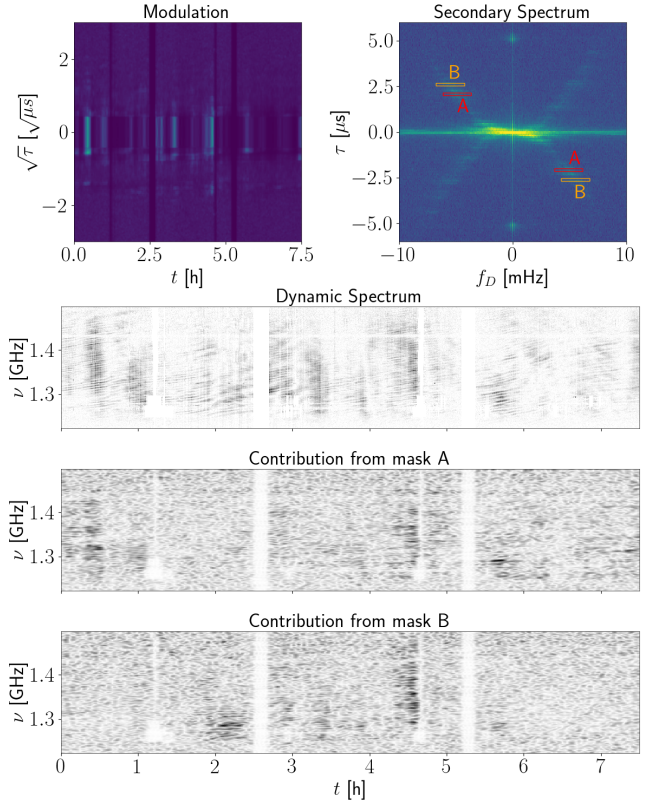 Modulation
Secondary Spectrum
√τ [√μs]
2
0
−2
0.0 2.5 5.0 7.5
t [h]
τ [μs]
5.0
2.5
0.0
−2.5
−5.0
B
A
A
B
−10 0 10
f_D [mHz]
Dynamic Spectrum
ν [GHz]
1.4
1.3
Contribution from mask A
ν [GHz]
1.4
1.3
Contribution from mask B
ν [GHz]
1.4
1.3
0 1 2 3 4 5 6 7
t [h]